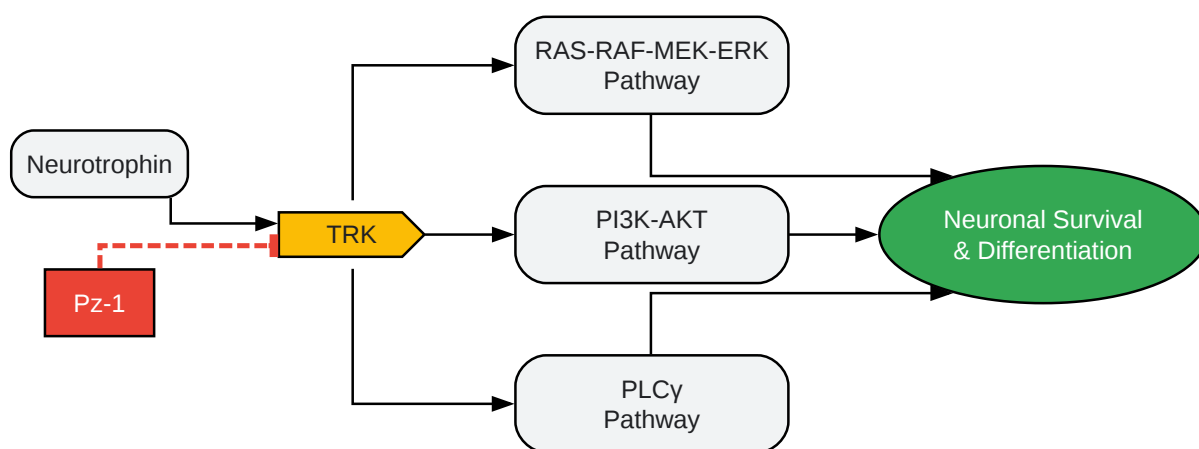 RAS-RAF-MEK-ERK
Pathway
Neurotrophin
TRK
PI3K-AKT
Pathway
Neuronal Survival
& Differentiation
Pz-1
PLCγ
Pathway